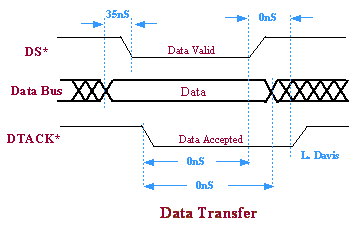 35nS
0nS
DS*
Data Valid
Data Bus
Data
DTACK*
Data Accepted
L. Davis
0nS
0nS
Data Transfer